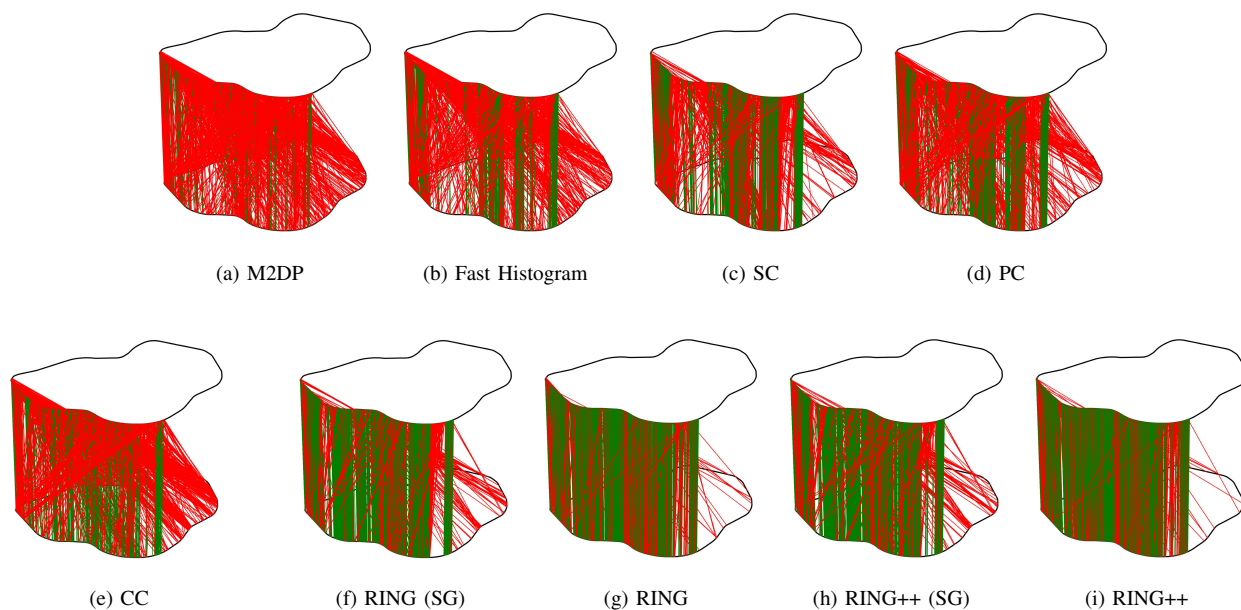 (a) M2DP
(b) Fast Histogram
(c) SC
(d) PC
(e) CC
(f) RING (SG)
(g) RING
(h) RING++ (SG)
(i) RING++